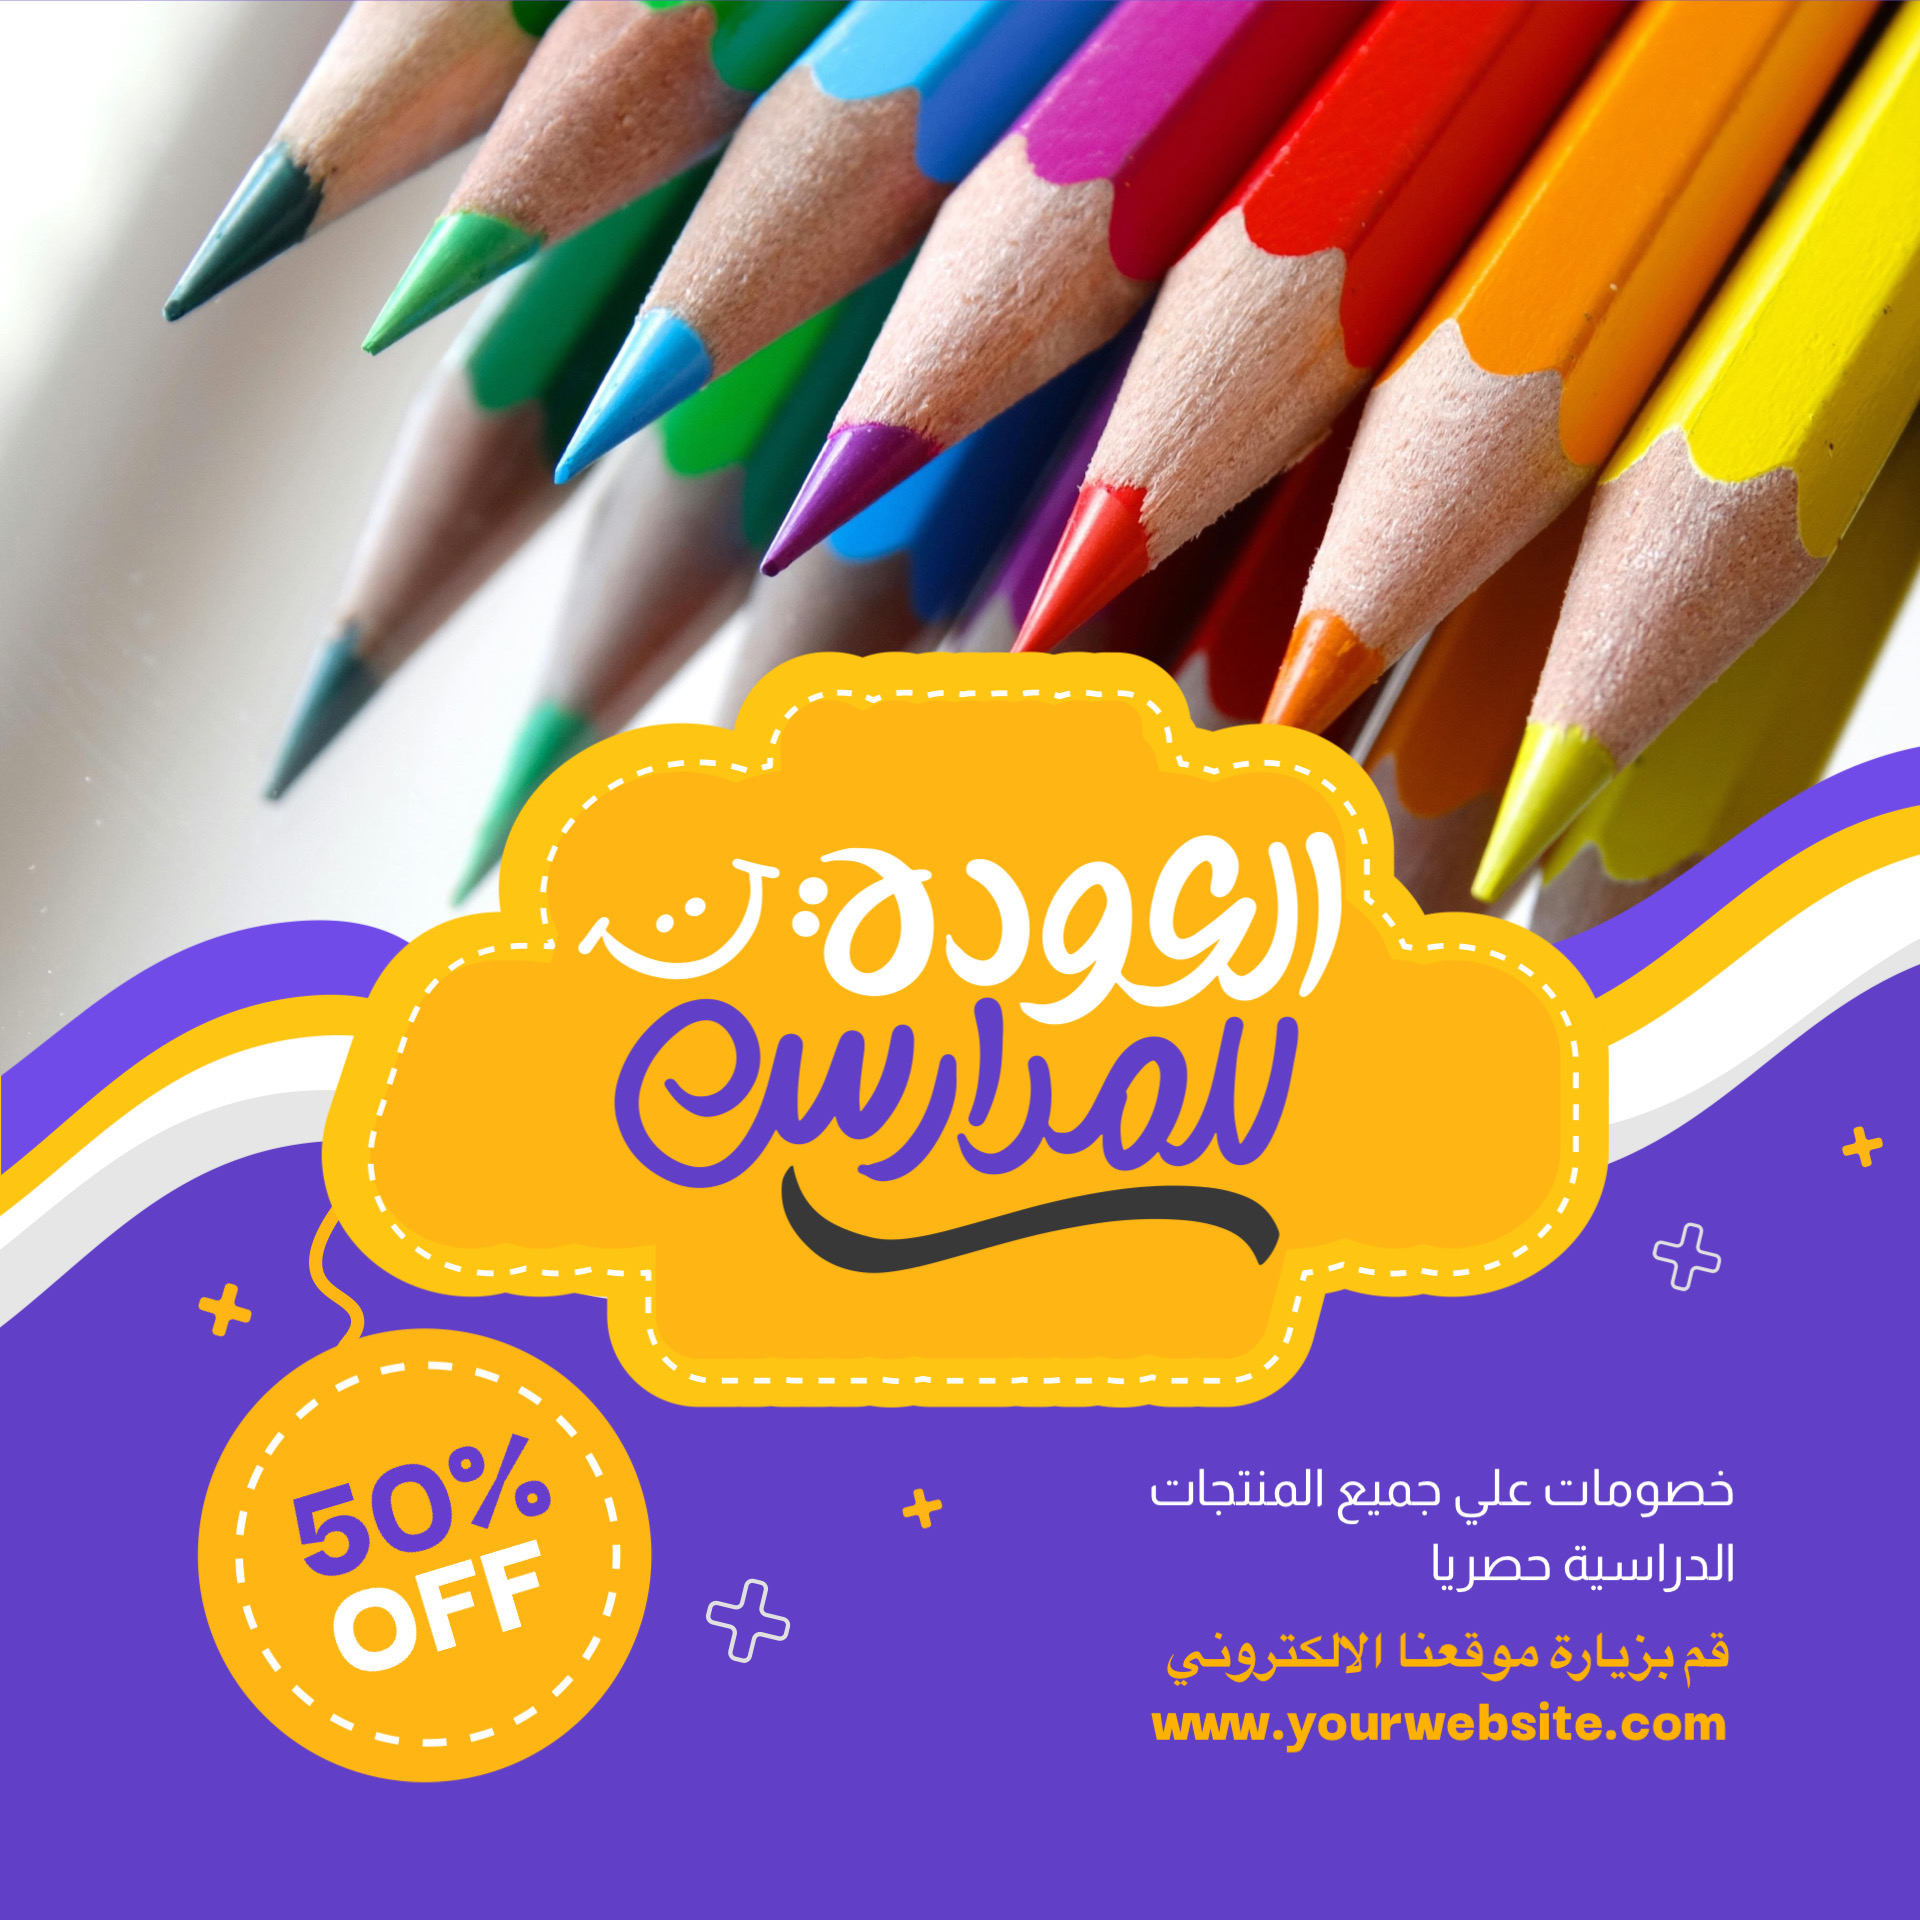 العودة
للمدارس
50%
OFF
خصومات علي جميع المنتجات
الدراسية حصريا
قم بزيارة موقعنا الالكتروني
www.yourwebsite.com